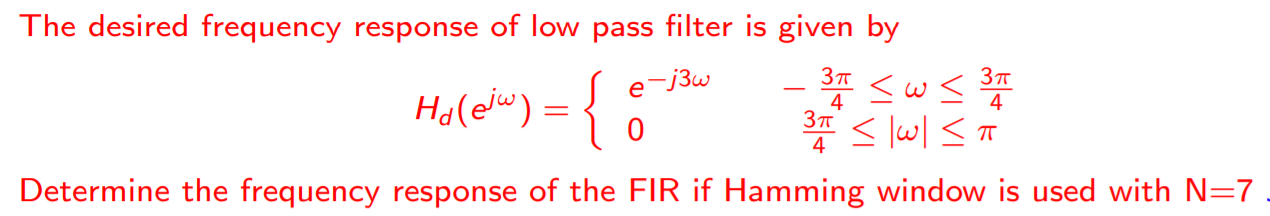 The desired frequency response of low pass filter is given by
H_d(e^{jω}) = { e^{-j3ω}   -3π/4 ≤ ω ≤ 3π/4
0   3π/4 ≤ |ω| ≤ π
Determine the frequency response of the FIR if Hamming window is used with N=7 .